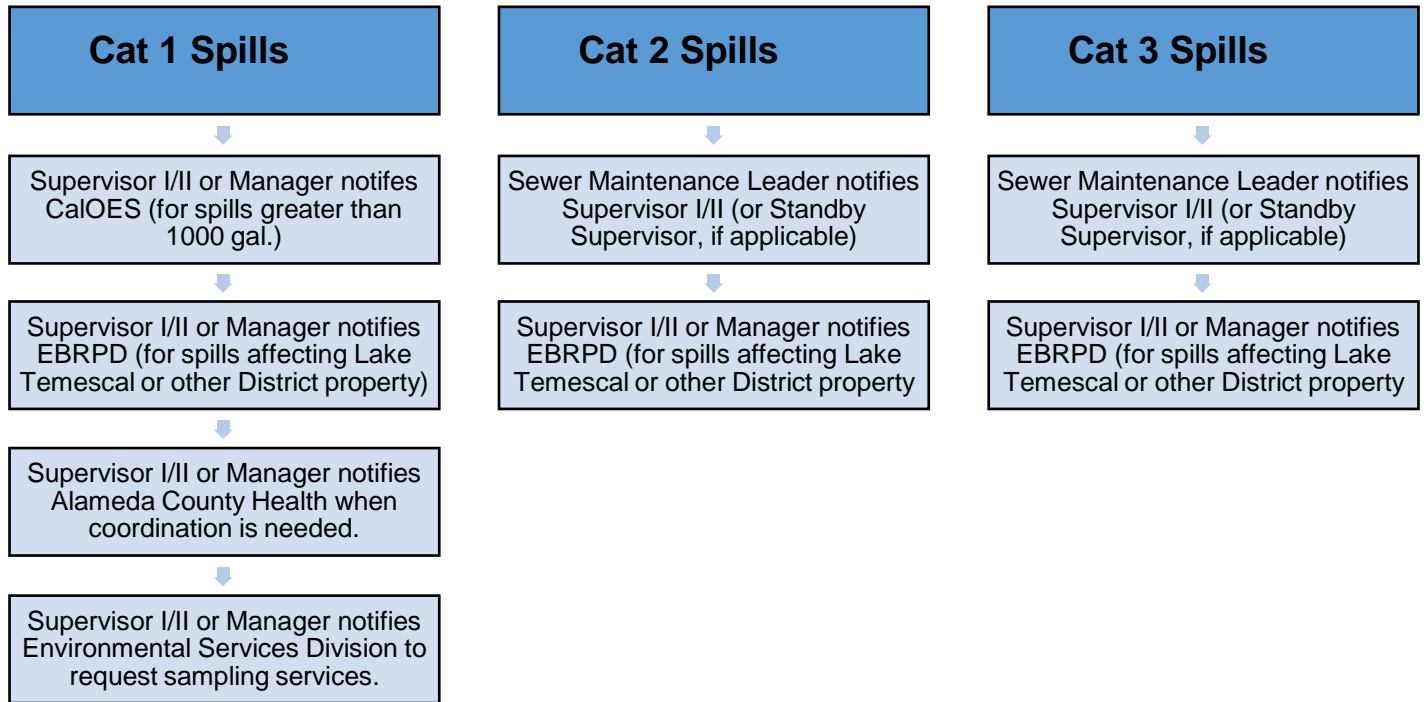 Cat 1 Spills
Supervisor I/II or Manager notifes
CalOES (for spills greater than
1000 gal.)
Supervisor I/II or Manager notifies
EBRPD (for spills affecting Lake
Temescal or other District property)
Supervisor I/II or Manager notifies
Alameda County Health when
coordination is needed.
Supervisor I/II or Manager notifies
Environmental Services Division to
request sampling services.
Cat 2 Spills
Sewer Maintenance Leader notifies
Supervisor I/II (or Standby
Supervisor, if applicable)
Supervisor I/II or Manager notifies
EBRPD (for spills affecting Lake
Temescal or other District property
Cat 3 Spills
Sewer Maintenance Leader notifies
Supervisor I/II (or Standby
Supervisor, if applicable)
Supervisor I/II or Manager notifies
EBRPD (for spills affecting Lake
Temescal or other District property